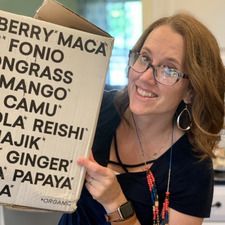 BERRY* MACA*
FONIO
NGRASS
MANGO*
CAMU*
OLA* REISHI*
AJIK*
GINGER*
PAPAYA
A*
*ORGANIC